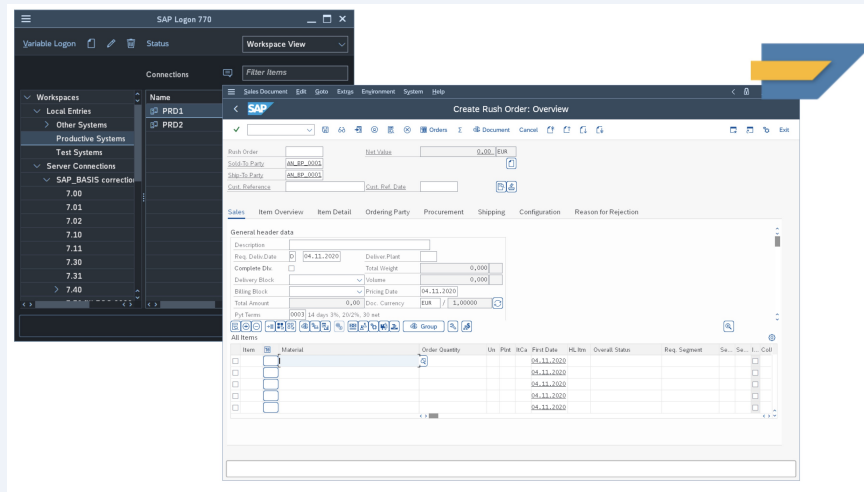 SAP Logon 770
Variable Logon
Status
Workspace View
Connections
Filter Items
Workspaces
Local Entries
Other Systems
Productive Systems
Test Systems
Server Connections
SAP_BASIS correction
7.00
7.01
7.02
7.10
7.11
7.30
7.31
7.40
Name
PRD1
PRD2
Sales Document Edit Goto Extras Environment System Help
SAP Create Rush Order: Overview
Orders Σ Document Cancel Exit
Rush Order Net Value 0,00 EUR
Sold-To Party AN_BP_0001
Ship-To Party AN_BP_0001
Cust. Reference Cust. Ref. Date
Sales Item Overview Item Detail Ordering Party Procurement Shipping Configuration Reason for Rejection
General header data
Description
Req. Deliv.Date D 04.11.2020 Deliver.Plant
Complete Dlv. Total Weight 0,000
Delivery Block Volume 0,000
Billing Block Pricing Date 04.11.2020
Total Amount 0,00 Doc. Currency EUR / 1,00000
Pyt Terms 0003 14 days 3%, 20/2%, 30 net
Group
All Items
Item Material Order Quantity Un Plnt ItCa First Date HL Itm Overall Status Req. Segment Se... Se... I... Coll
04.11.2020
04.11.2020
04.11.2020
04.11.2020
04.11.2020